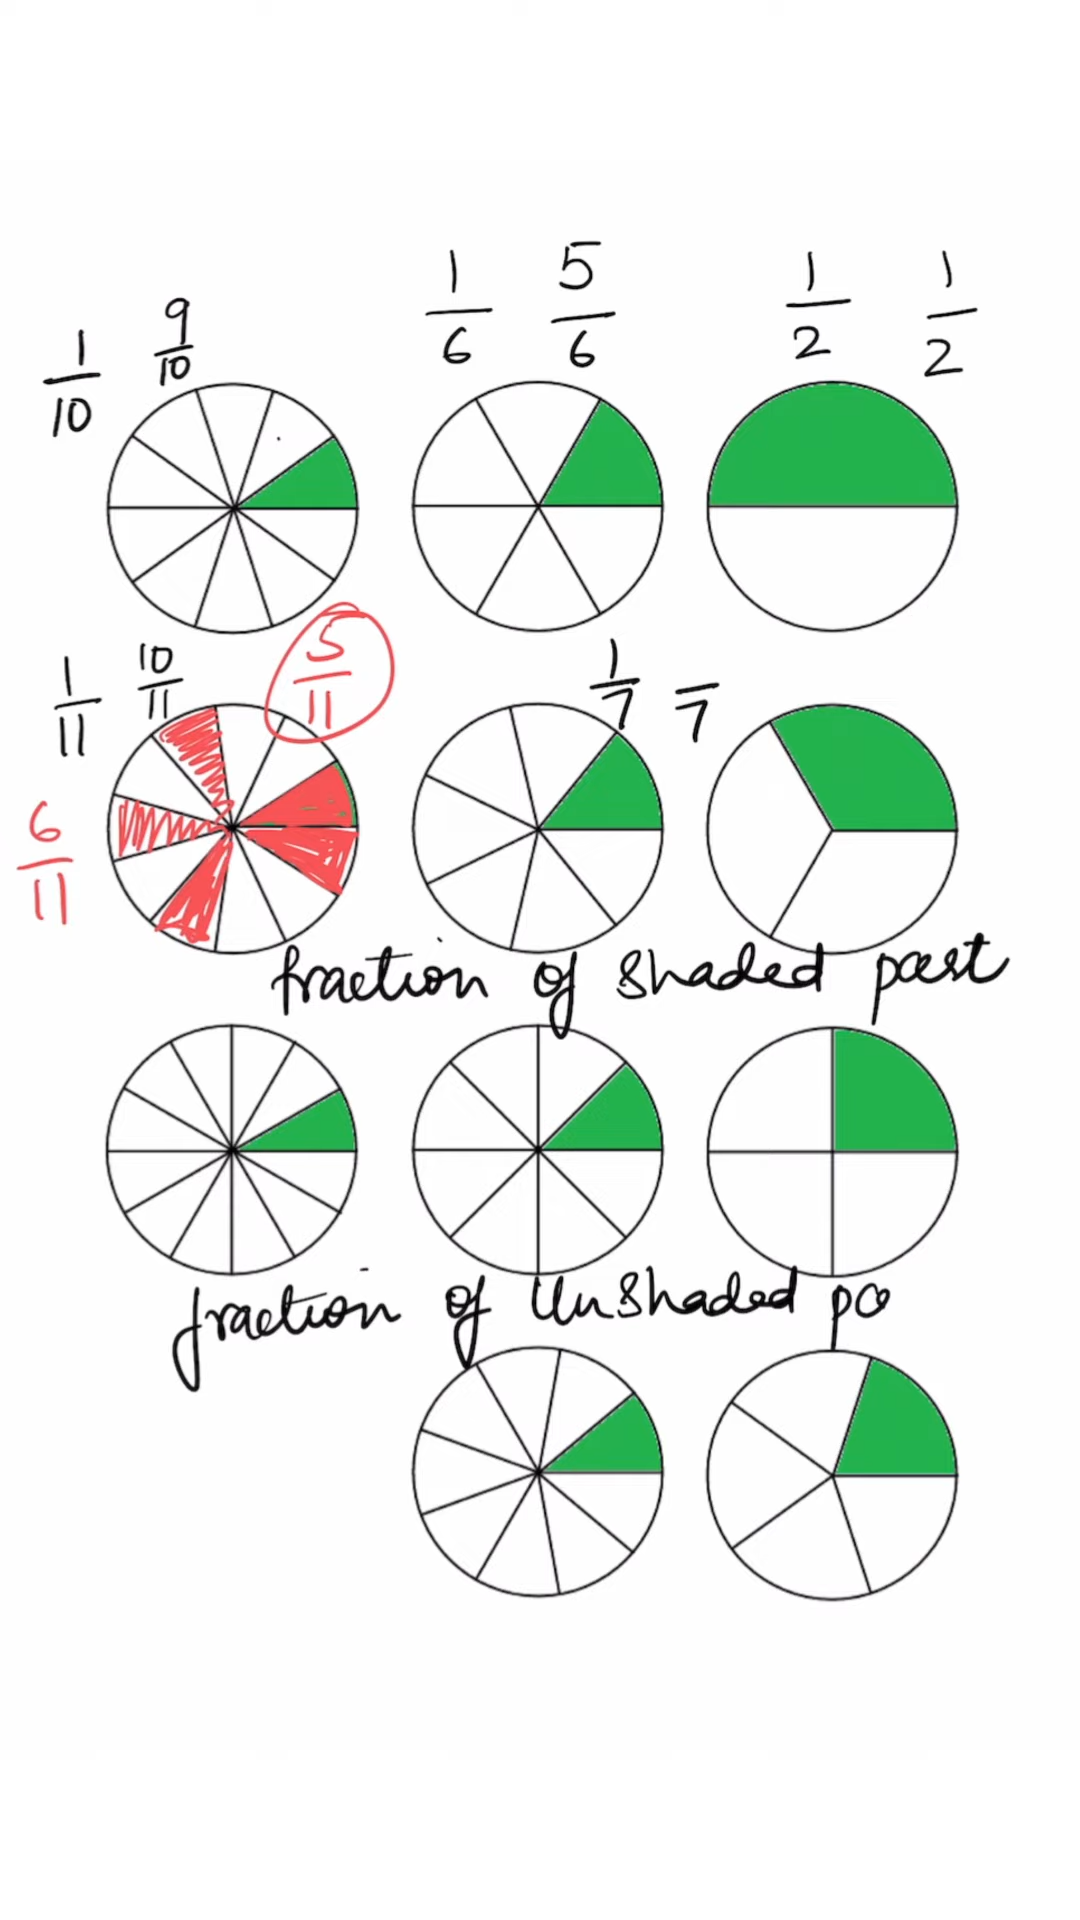 1/10 9/10 1/6 5/6 1/2 1/2
1/11 10/11 5/11 1/7 /7
6/11
fraction of shaded part
fraction of Unshaded pa